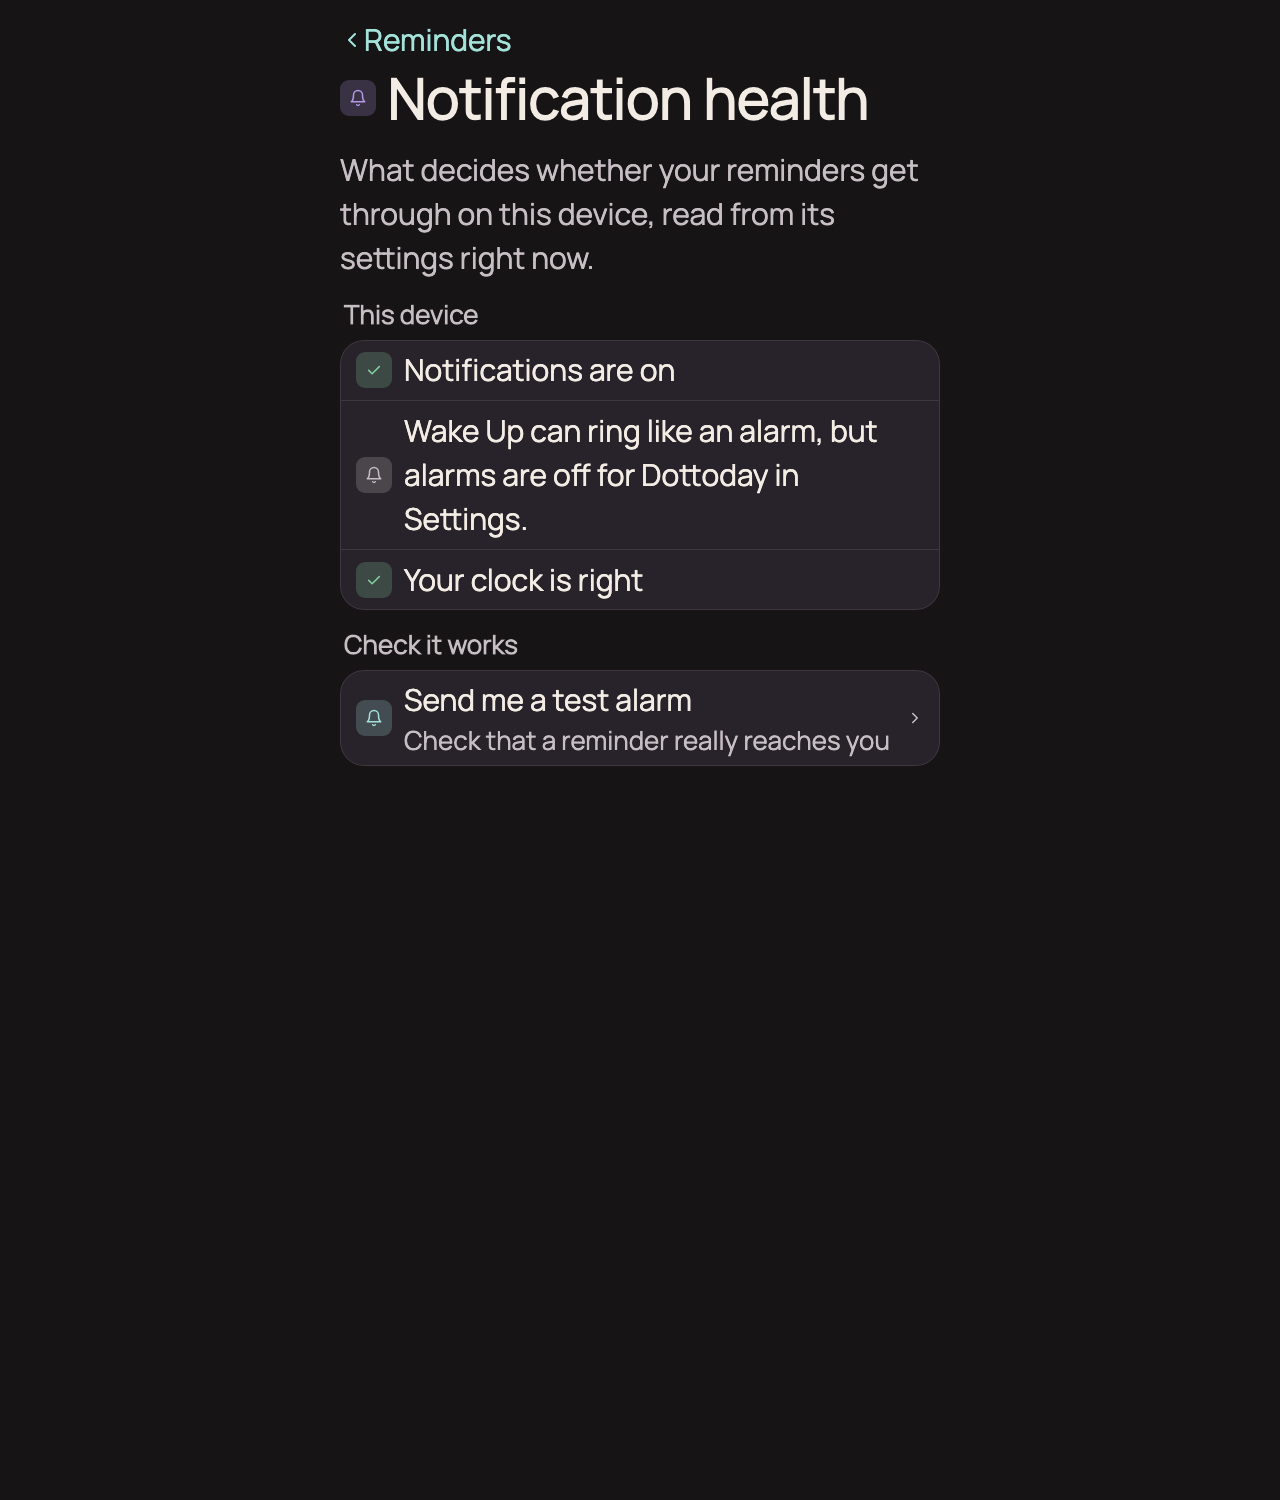 Reminders
Notification health
What decides whether your reminders get
through on this device, read from its
settings right now.
This device
Notifications are on
Wake Up can ring like an alarm, but
alarms are off for Dottoday in
Settings.
Your clock is right
Check it works
Send me a test alarm
Check that a reminder really reaches you